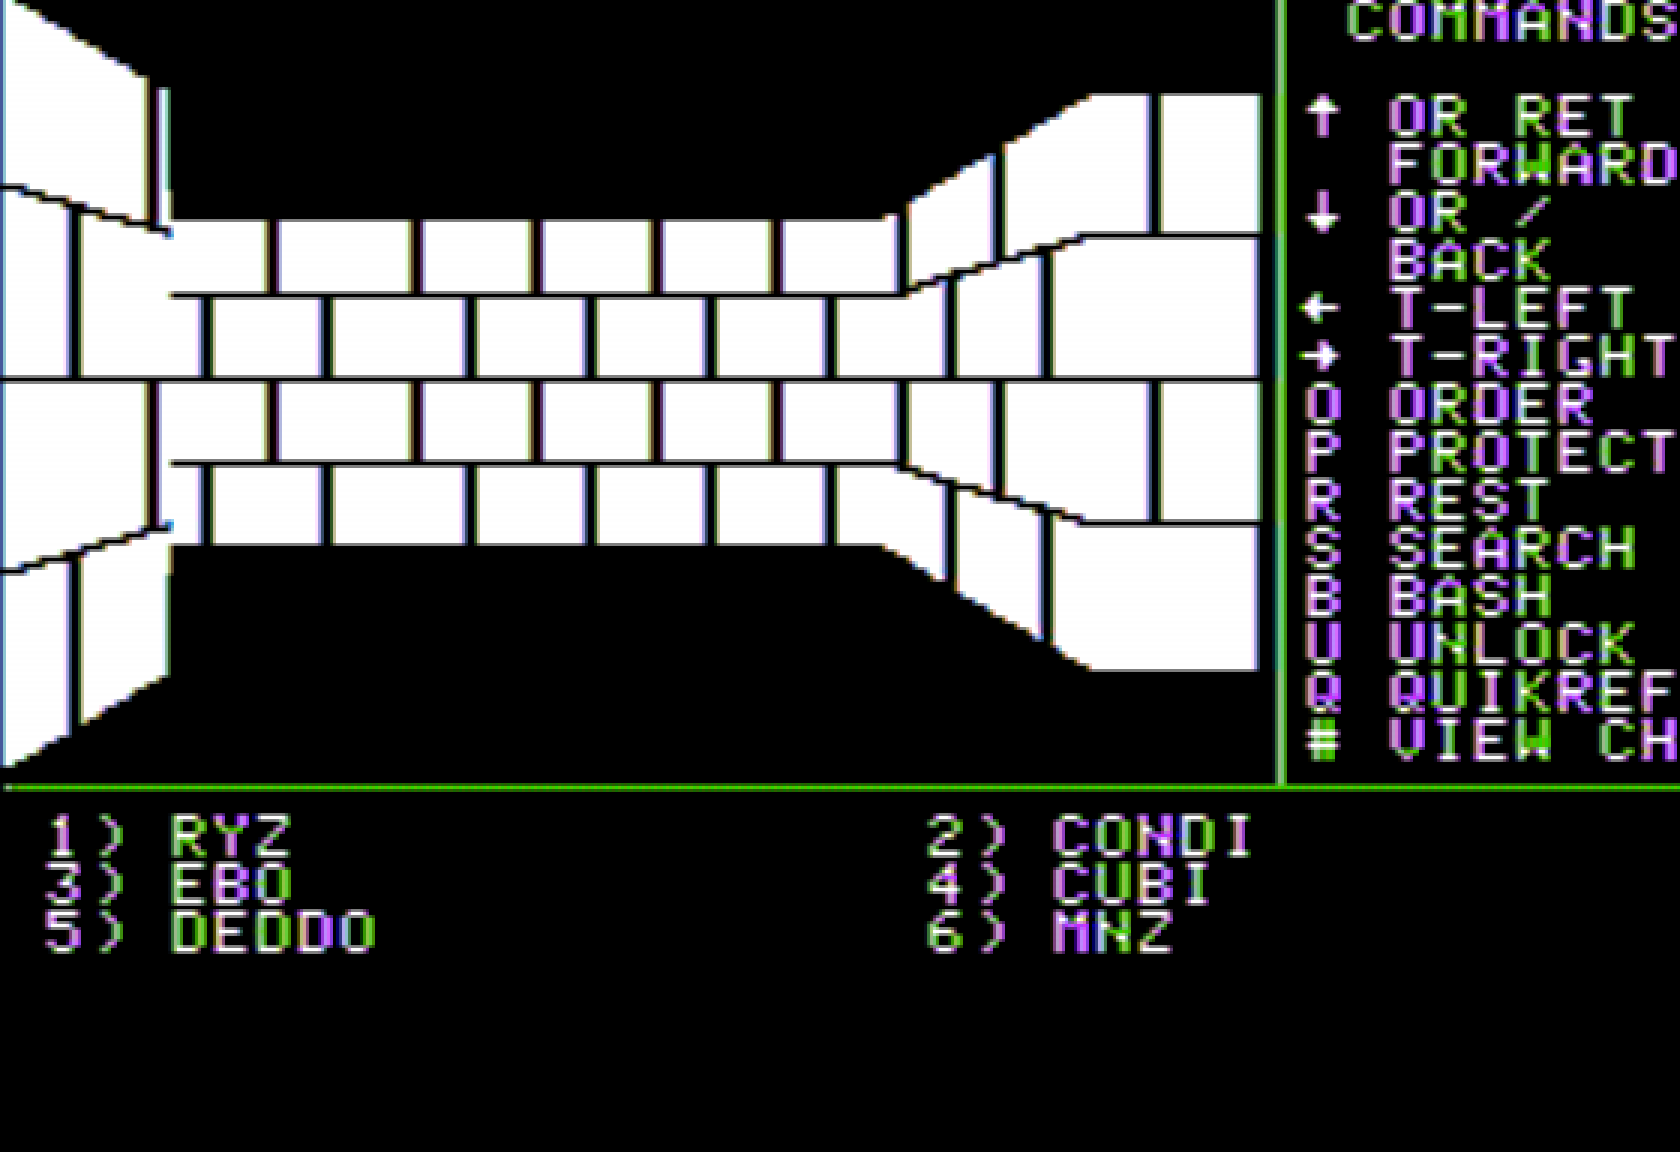 COMMANDS
↑ OR RET
FORWARD
↓ OR /
BACK
← T-LEFT
→ T-RIGHT
O ORDER
P PROTECT
R REST
S SEARCH
B BASH
U UNLOCK
Q QUIKREF
# VIEW CH
1) RYZ 2) CONDI
3) EBO 4) CUBI
5) DEDDO 6) MNZ